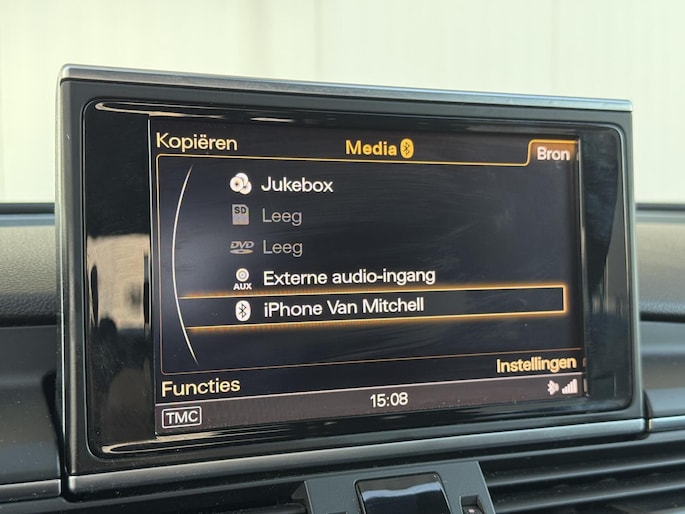 Kopiëren
Media
Bron
Jukebox
SD
Leeg
DVD
Leeg
AUX
Externe audio-ingang
iPhone Van Mitchell
Instellingen
Functies
TMC
15:08